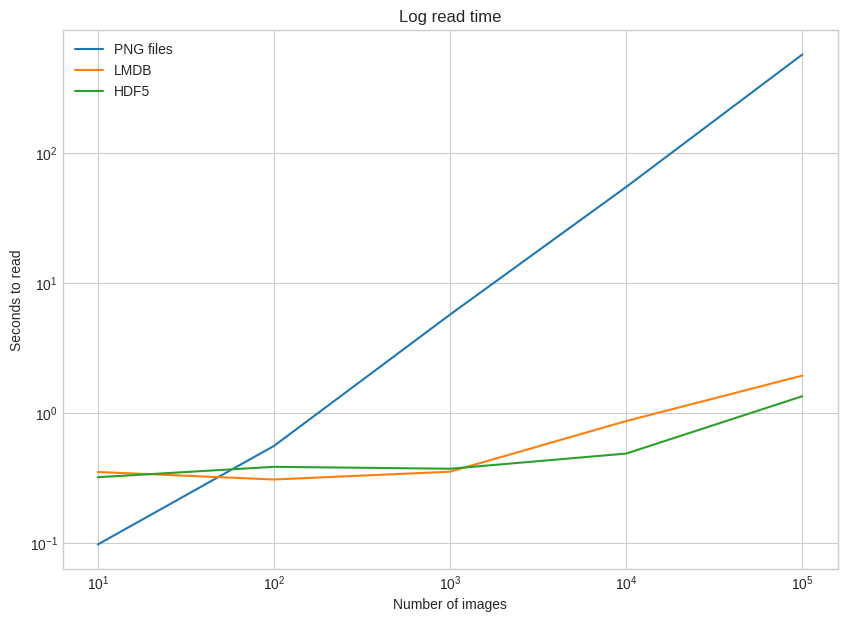 Log read time
PNG files
LMDB
HDF5
Seconds to read
10²
10¹
10⁰
10⁻¹
10¹ 10² 10³ 10⁴ 10⁵
Number of images